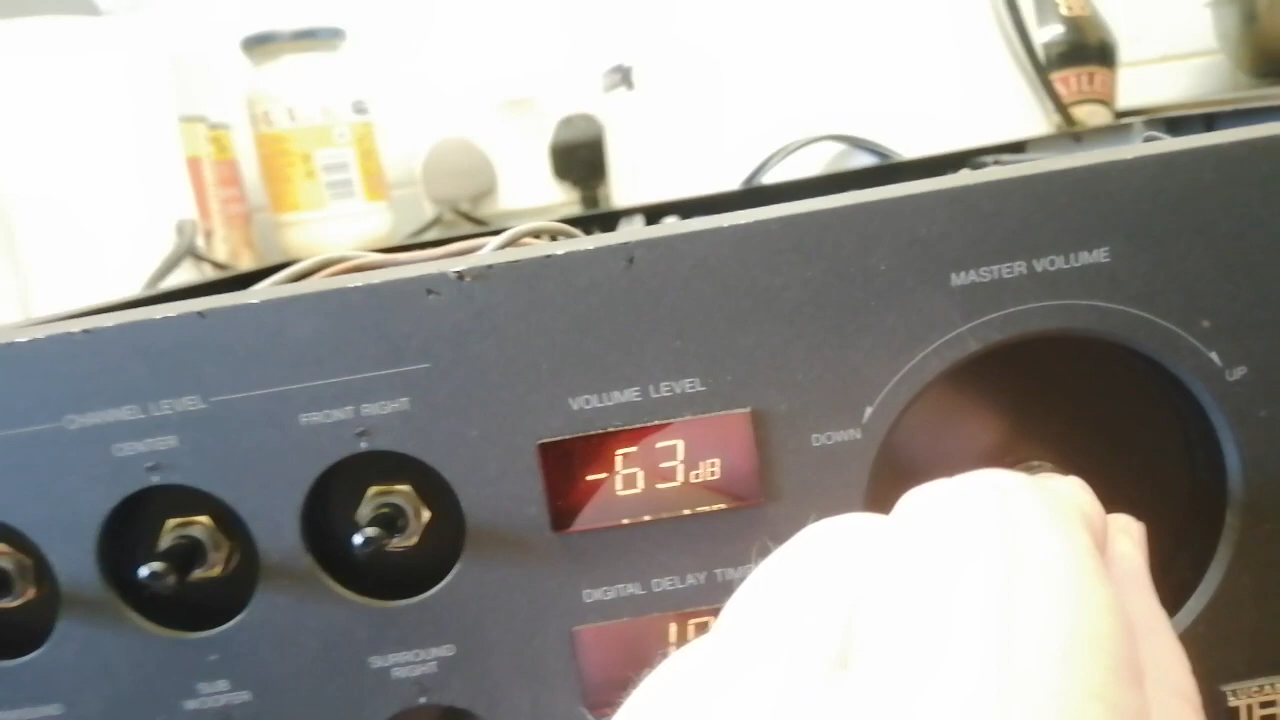 MASTER VOLUME
UP
DOWN
CHANNEL LEVEL
CENTER
FRONT RIGHT
VOLUME LEVEL
-63dB
DIGITAL DELAY TIME
SURROUND
RIGHT
SUB
WOOFER